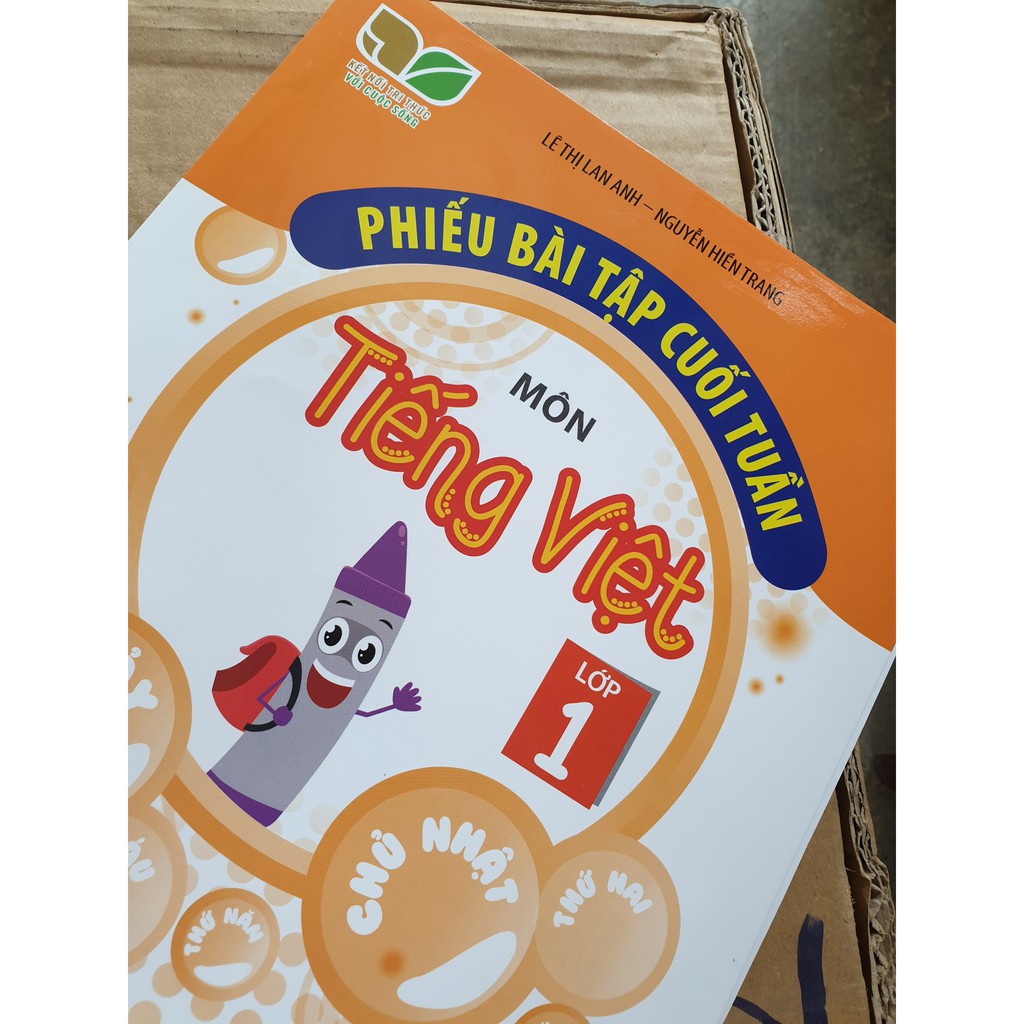 KẾT NỐI TRI THỨC
VỚI CUỘC SỐNG
LÊ THỊ LAN ANH – NGUYỄN HIỀN TRANG
PHIẾU BÀI TẬP CUỐI TUẦN
MÔN
Tiếng Việt
LỚP
1
CHỦ NHẬT
THỨ HAI
THỨ NĂM